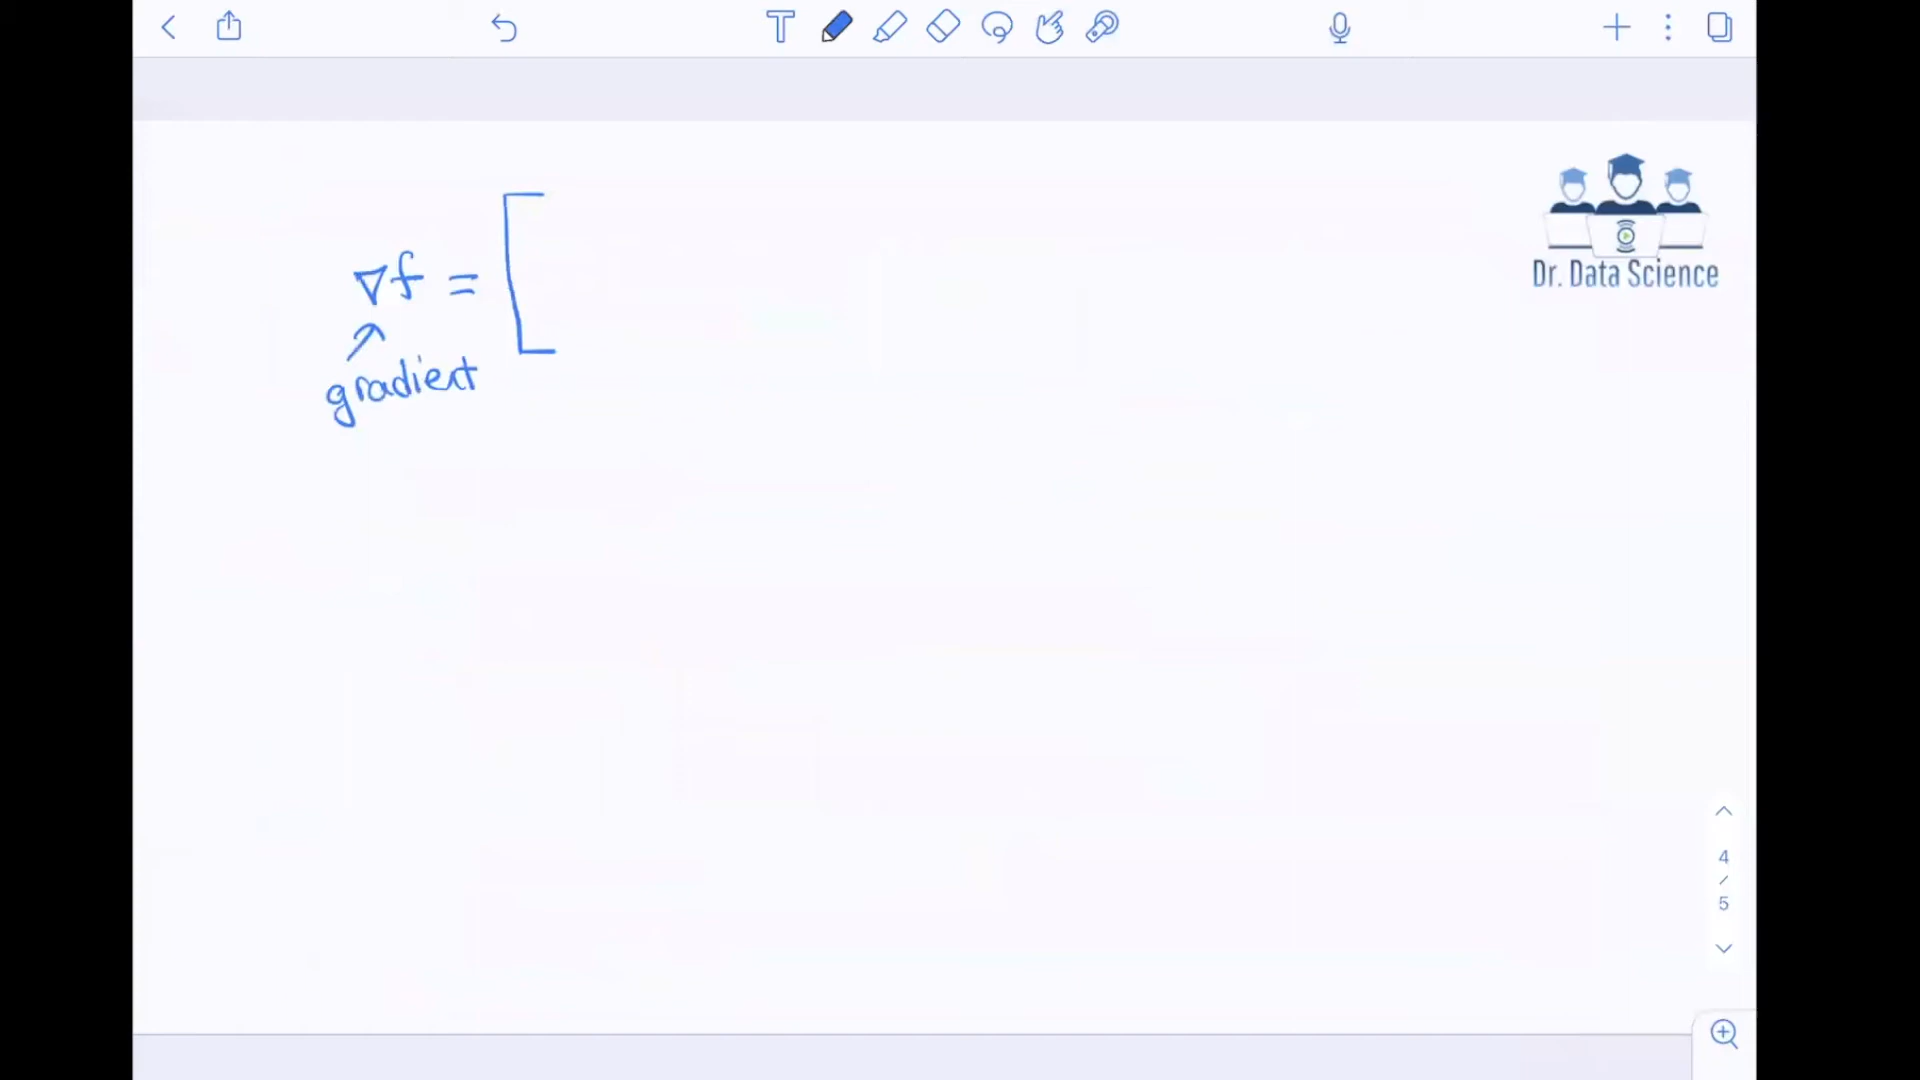 ∇f = [
gradient
Dr. Data Science
4
/
5